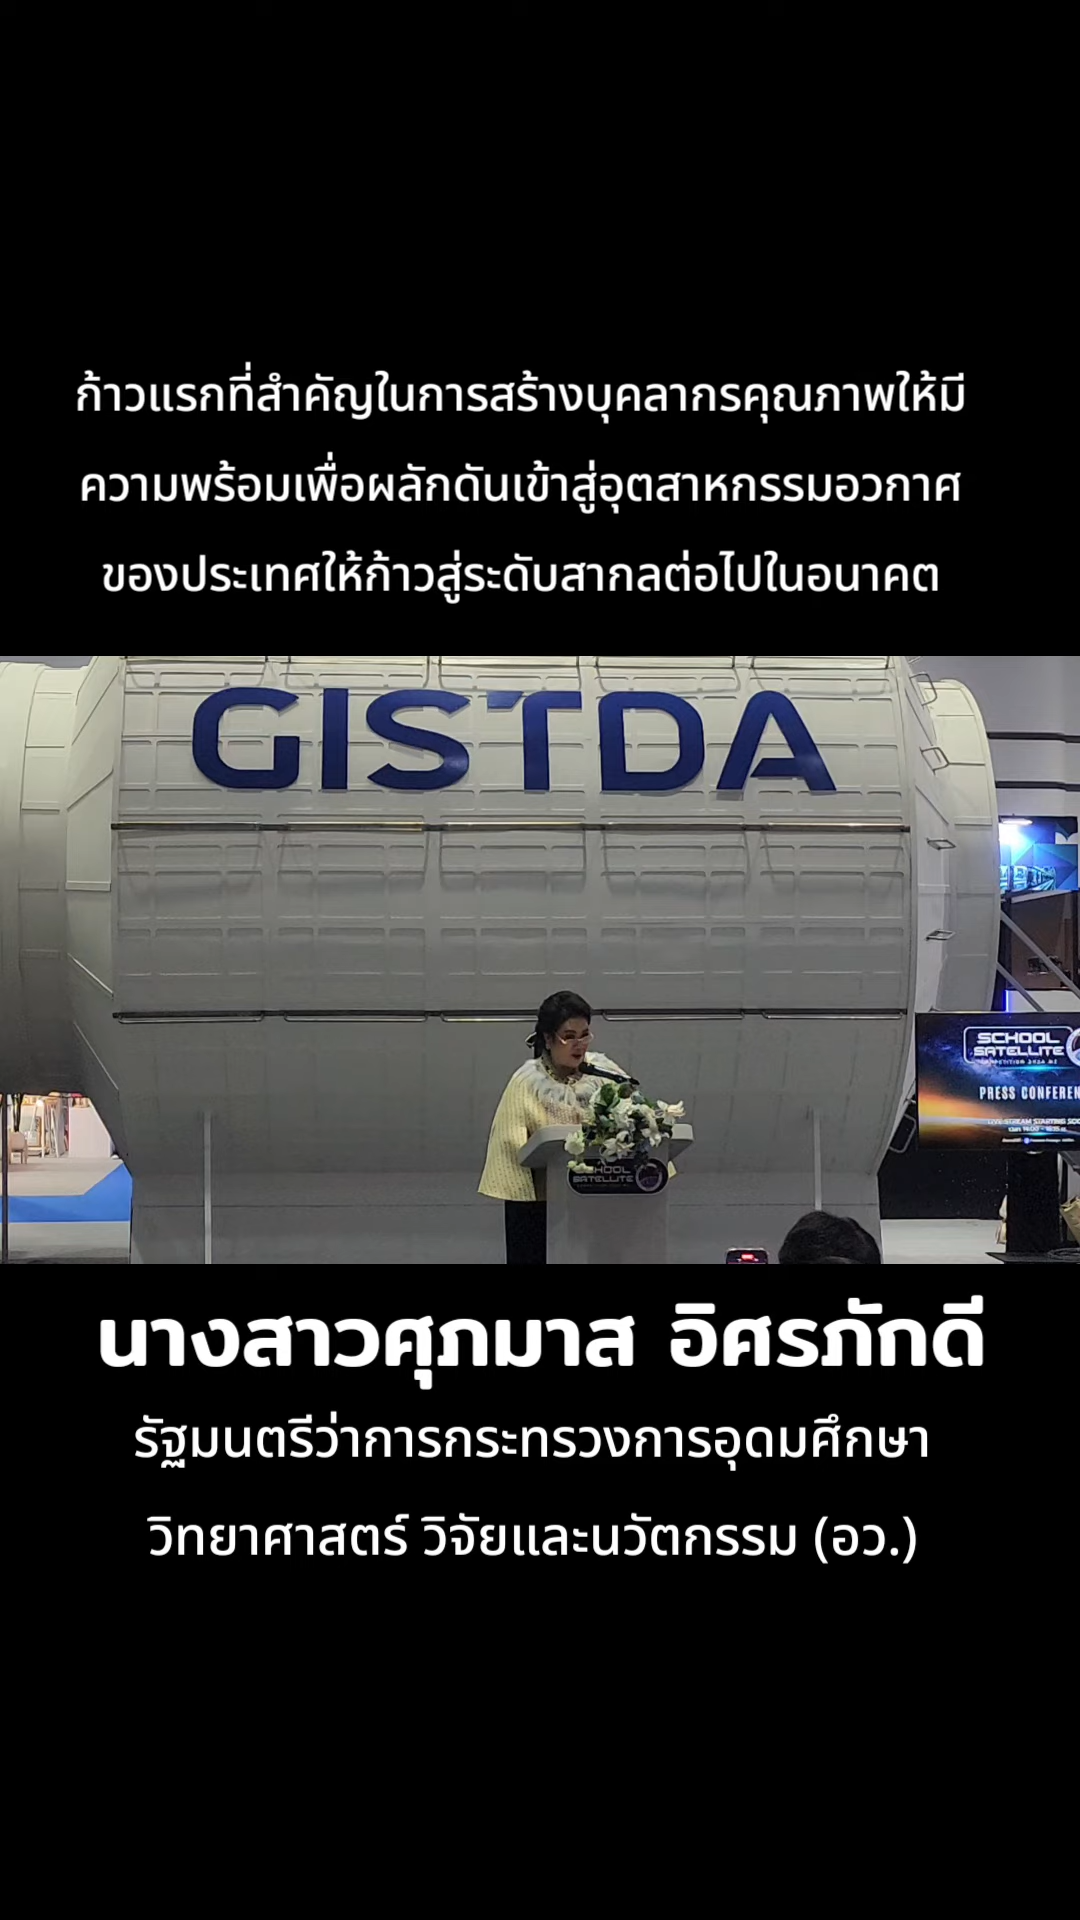 ก้าวแรกที่สำคัญในการสร้างบุคลากรคุณภาพให้มี
ความพร้อมเพื่อผลักดันเข้าสู่อุตสาหกรรมอวกาศ
ของประเทศให้ก้าวสู่ระดับสากลต่อไปในอนาคต
GISTDA
SCHOOL
SATELLITE
PRESS CONFEREN
LIVE STREAM STARTING
SCHOOL
SATELLITE
นางสาวศุภมาส อิศรภักดี
รัฐมนตรีว่าการกระทรวงการอุดมศึกษา
วิทยาศาสตร์ วิจัยและนวัตกรรม (อว.)